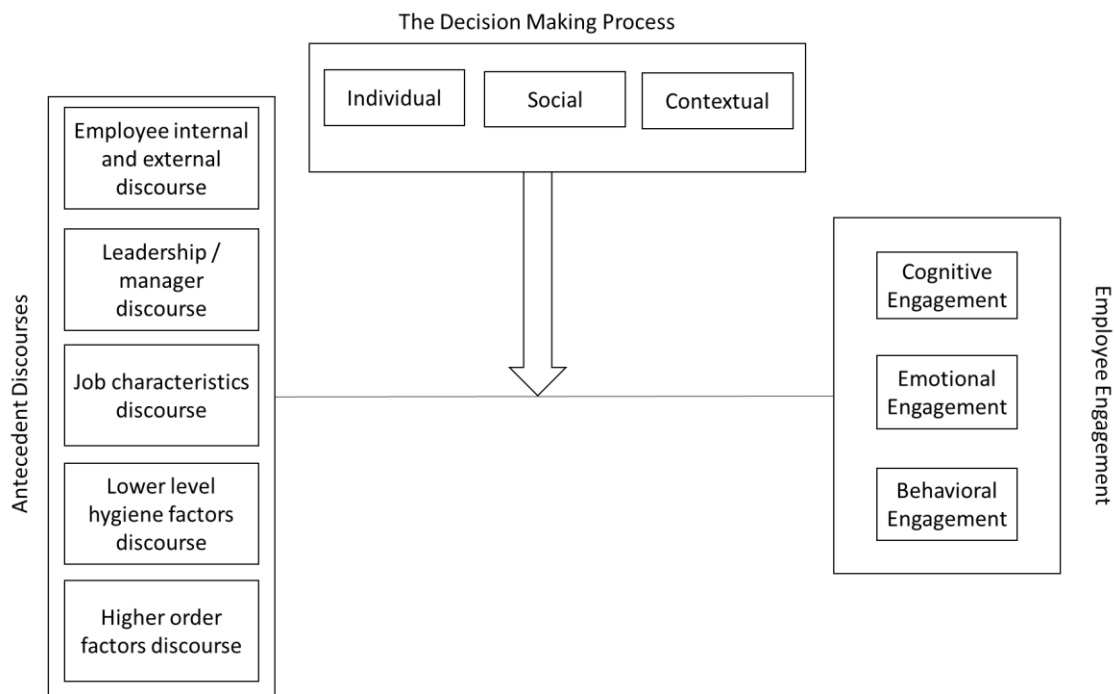 The Decision Making Process
Individual
Social
Contextual
Antecedent Discourses
Employee internal
and external
discourse
Leadership /
manager
discourse
Job characteristics
discourse
Lower level
hygiene factors
discourse
Higher order
factors discourse
Cognitive
Engagement
Emotional
Engagement
Behavioral
Engagement
Employee Engagement